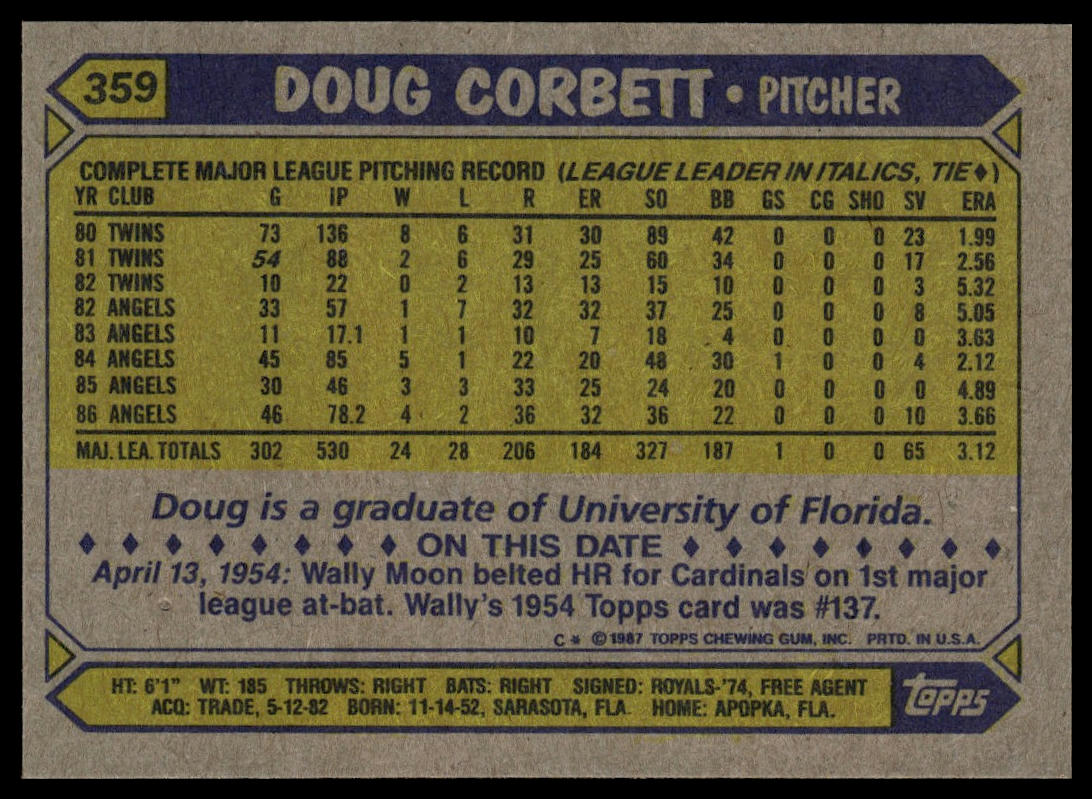 359 DOUG CORBETT • PITCHER
COMPLETE MAJOR LEAGUE PITCHING RECORD (LEAGUE LEADER IN ITALICS, TIE♦)
YR CLUB G IP W L R ER SO BB GS CG SHO SV ERA
80 TWINS 73 136 8 6 31 30 89 42 0 0 0 23 1.99
81 TWINS 54 88 2 6 29 25 60 34 0 0 0 17 2.56
82 TWINS 10 22 0 2 13 13 15 10 0 0 0 3 5.32
82 ANGELS 33 57 1 7 32 32 37 25 0 0 0 8 5.05
83 ANGELS 11 17.1 1 1 10 7 18 4 0 0 0 0 3.63
84 ANGELS 45 85 5 1 22 20 48 30 1 0 0 4 2.12
85 ANGELS 30 46 3 3 33 25 24 20 0 0 0 0 4.89
86 ANGELS 46 78.2 4 2 36 32 36 22 0 0 0 10 3.66
MAJ. LEA. TOTALS 302 530 24 28 206 184 327 187 1 0 0 65 3.12
Doug is a graduate of University of Florida.
♦ ♦ ♦ ♦ ♦ ♦ ♦ ♦ ON THIS DATE ♦ ♦ ♦ ♦ ♦ ♦ ♦ ♦
April 13, 1954: Wally Moon belted HR for Cardinals on 1st major
league at-bat. Wally's 1954 Topps card was #137.
C * © 1987 TOPPS CHEWING GUM, INC. PRTD. IN U.S.A.
HT: 6'1" WT: 185 THROWS: RIGHT BATS: RIGHT SIGNED: ROYALS-'74, FREE AGENT
ACQ: TRADE, 5-12-82 BORN: 11-14-52, SARASOTA, FLA. HOME: APOPKA, FLA.
TOPPS